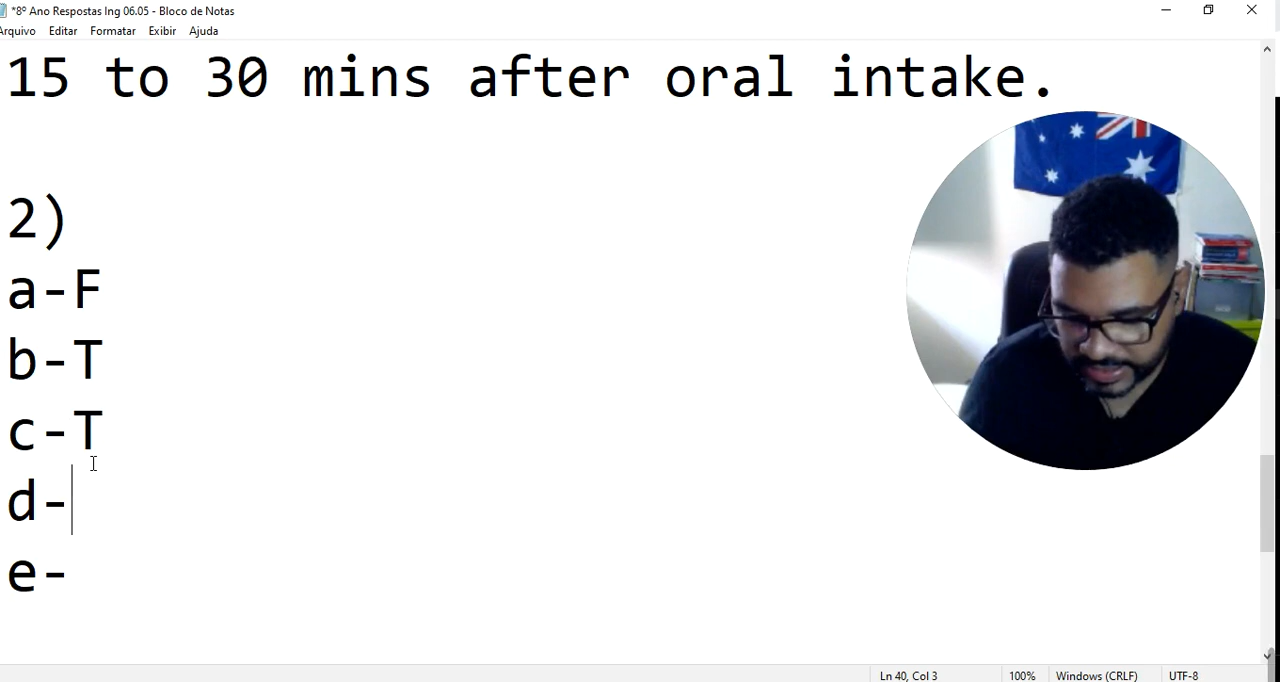 *8º Ano Respostas Ing 06.05 - Bloco de Notas
Arquivo Editar Formatar Exibir Ajuda
15 to 30 mins after oral intake.
2)
a-F
b-T
c-T
d-
e-
Ln 40, Col 3 100% Windows (CRLF) UTF-8